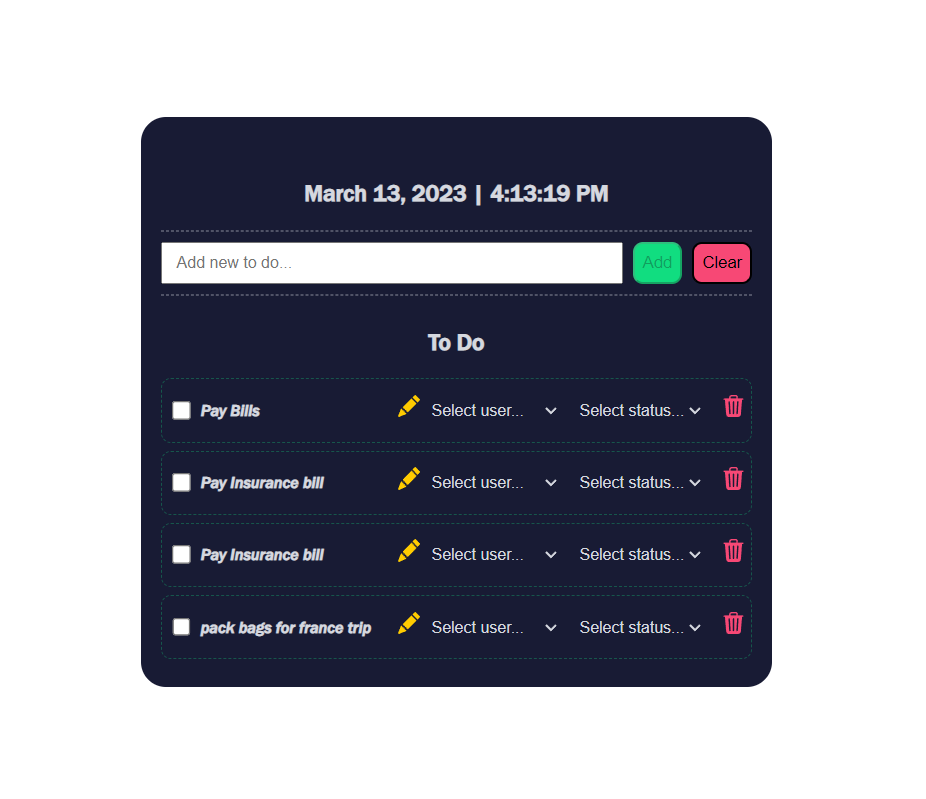 March 13, 2023 | 4:13:19 PM
Add new to do... Add Clear
To Do
Pay Bills Select user... Select status...
Pay Insurance bill Select user... Select status...
Pay Insurance bill Select user... Select status...
pack bags for france trip Select user... Select status...